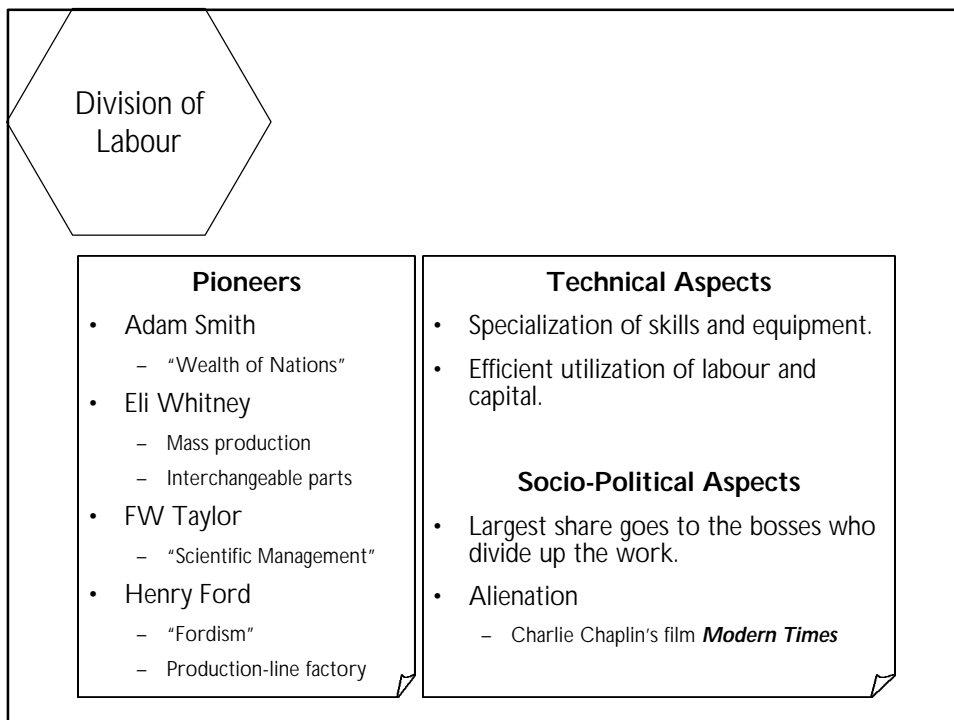 Division of
Labour
Pioneers
• Adam Smith
– “Wealth of Nations”
• Eli Whitney
– Mass production
– Interchangeable parts
• FW Taylor
– “Scientific Management”
• Henry Ford
– “Fordism”
– Production-line factory
Technical Aspects
• Specialization of skills and equipment.
• Efficient utilization of labour and
capital.
Socio-Political Aspects
• Largest share goes to the bosses who
divide up the work.
• Alienation
– Charlie Chaplin’s film Modern Times